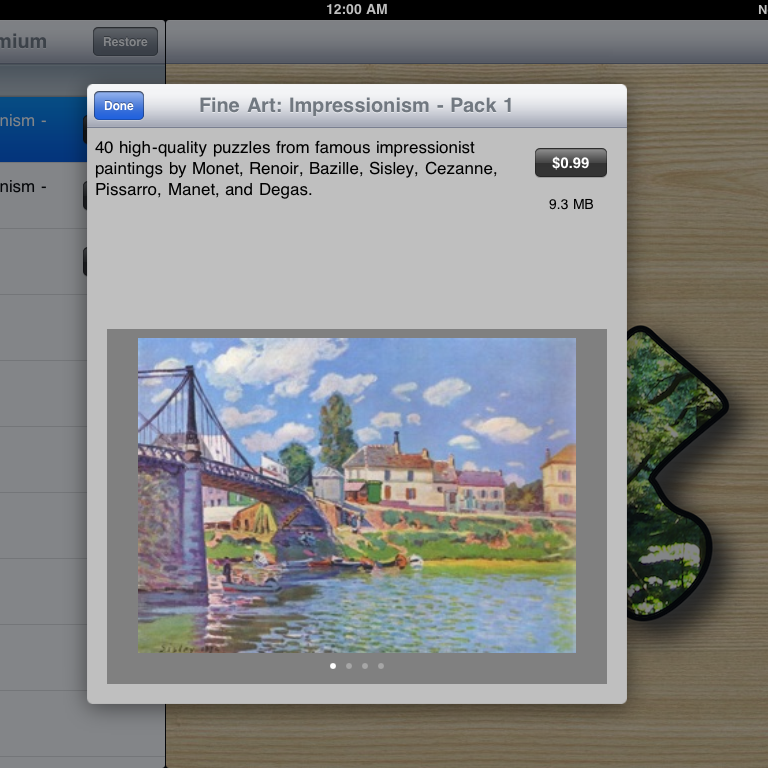 12:00 AM
N
mium
Restore
Done
Fine Art: Impressionism - Pack 1
nism -
nism -
40 high-quality puzzles from famous impressionist
paintings by Monet, Renoir, Bazille, Sisley, Cezanne,
Pissarro, Manet, and Degas.
$0.99
9.3 MB